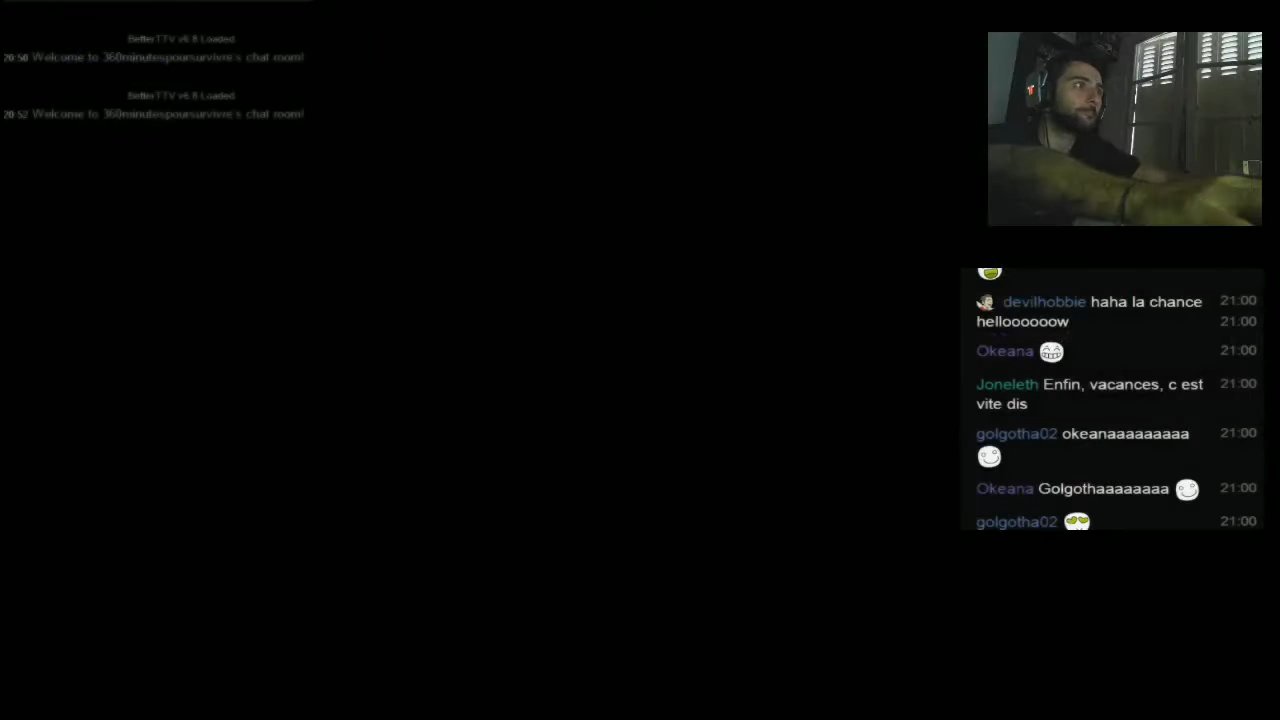 BetterTTV v6.8 Loaded.
20:50 Welcome to 360minutespoursurvivre's chat room!
BetterTTV v6.8 Loaded.
20:52 Welcome to 360minutespoursurvivre's chat room!
devilhobbie haha la chance 21:00
helloooooow 21:00
Okeana 21:00
Joneleth Enfin, vacances, c est 21:00
vite dis
golgotha02 okeanaaaaaaaaa 21:00
Okeana Golgothaaaaaaaa 21:00
golgotha02 21:00